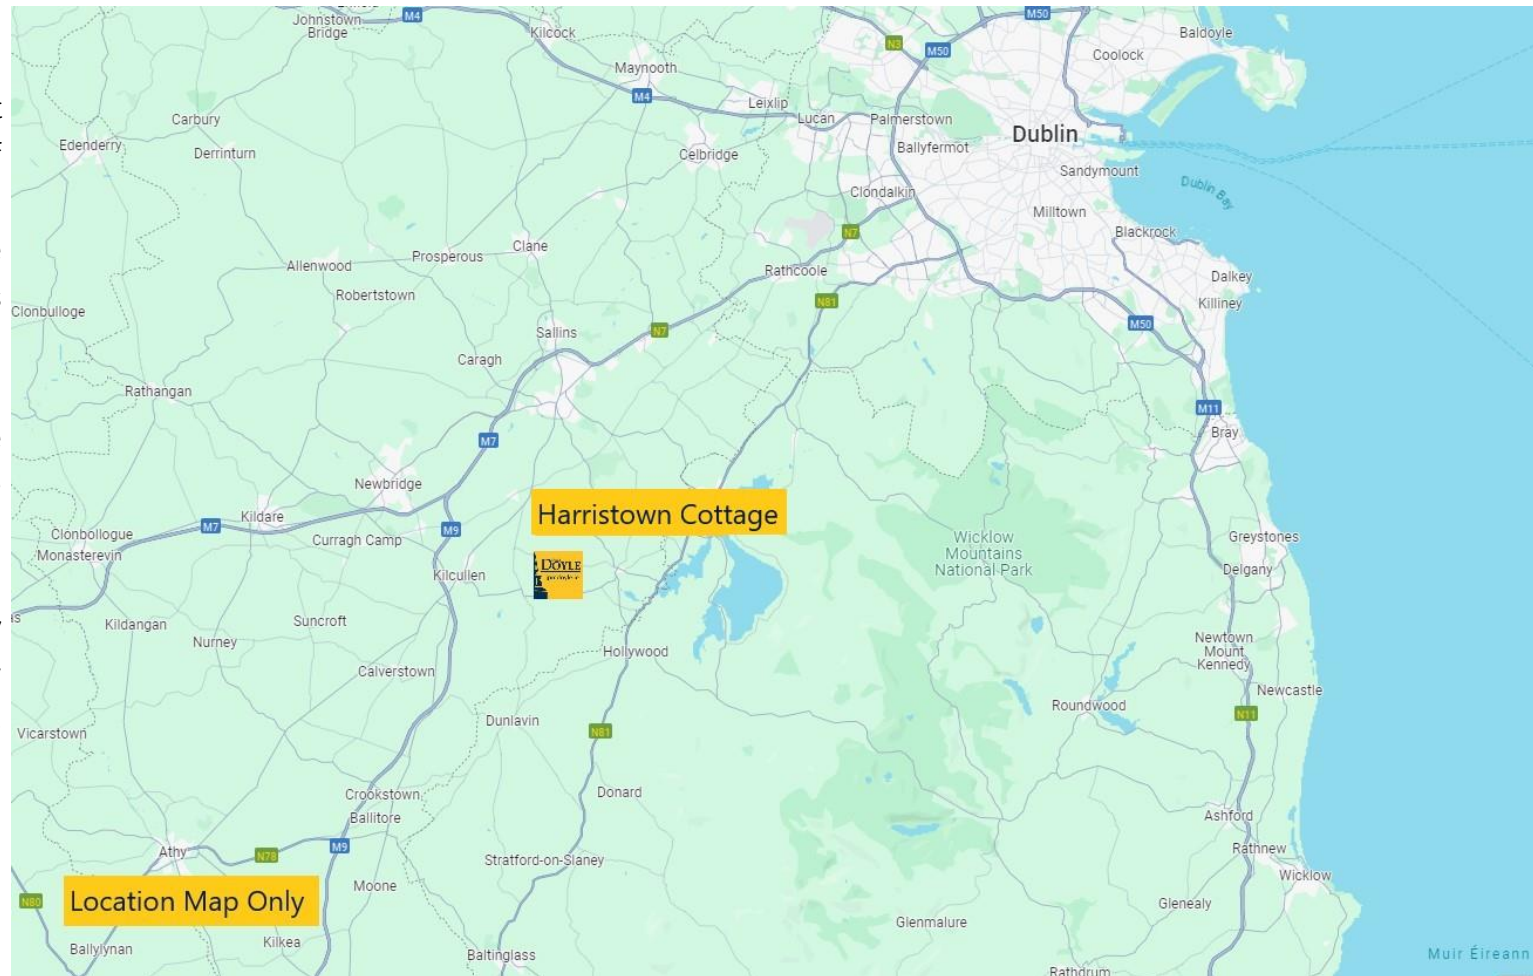 Johnstown
Bridge
M4
Kilcock
Maynooth
M4
Leixlip
Lucan
Palmerstown
N3
M50
M50
Coolock
Baldoyle
Carbury
Edenderry
Derrinturn
Celbridge
Ballyfermot
Dublin
Sandymount
Dublin Bay
Clondalkin
Milltown
N7
Blackrock
Clane
Prosperous
Allenwood
Rathcoole
Dalkey
Robertstown
N81
Killiney
Clonbulloge
Sallins
N7
M50
Caragh
Rathangan
M11
Bray
M7
Newbridge
Kildare
M7
Harristown Cottage
Clonbollogue
Monasterevin
Curragh Camp
M9
Wicklow
Mountains
National Park
Greystones
Delgany
Kilcullen
DOYLE
Kildangan
Suncroft
Nurney
Hollywood
Newtown
Mount
Kennedy
Calverstown
Newcastle
Roundwood
Dunlavin
N81
N11
Vicarstown
Crookstown
Donard
Ballitore
Ashford
M9
Athy
N78
Rathnew
Stratford-on-Slaney
Moone
Wicklow
Location Map Only
N80
Glenealy
Glenmalure
Kilkea
Ballylynan
Baltinglass
Muir Éireann
Rathdrum